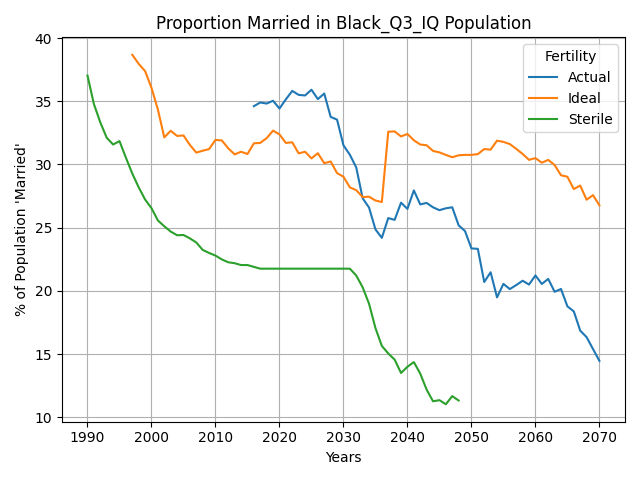 Proportion Married in Black_Q3_IQ Population
% of Population 'Married'
40
35
30
25
20
15
10
Fertility
Actual
Ideal
Sterile
1990 2000 2010 2020 2030 2040 2050 2060 2070
Years